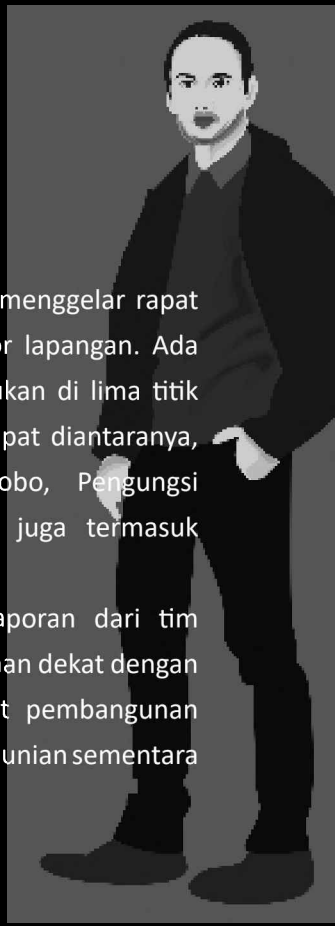 menggelar rapat
r lapangan. Ada
ukan di lima titik
pat diantaranya,
obo, Pengungsi
juga termasuk
aporan dari tim
an dekat dengan
t pembangunan
unian sementara